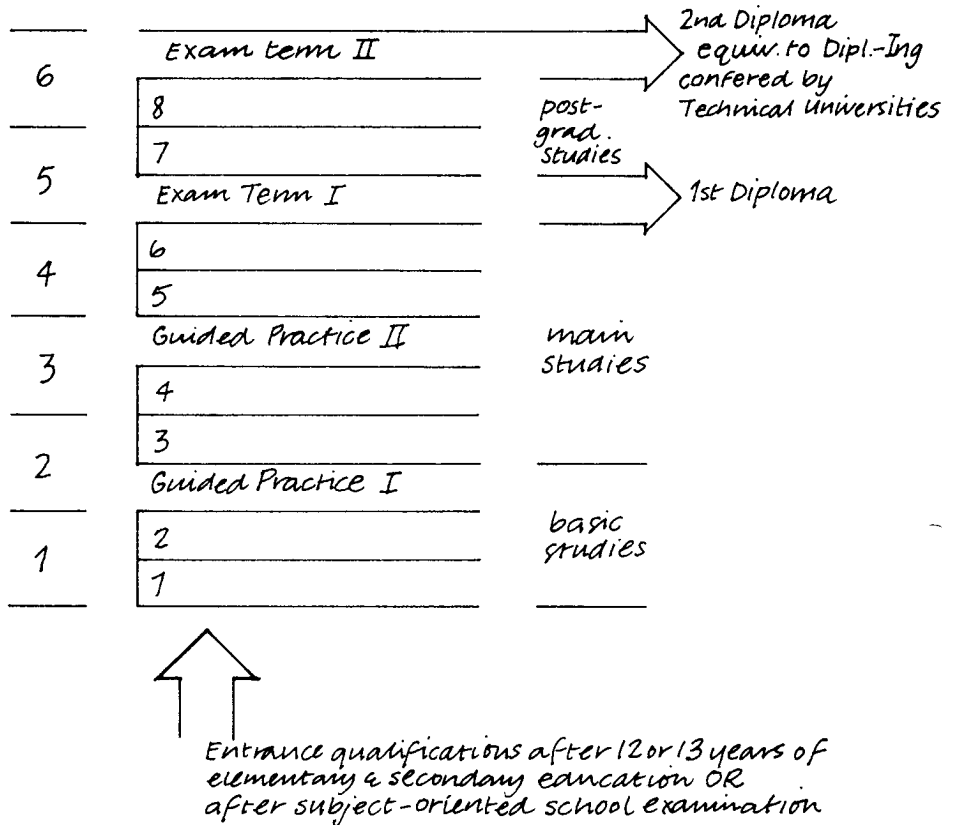 2nd Diploma
equiv. to Dipl.-Ing
confered by
Technical Universities
6
Exam term II
8
post-
grad.
studies
7
5
Exam Term I
1st Diploma
6
4
5
Guided Practice II
main
studies
3
4
3
2
Guided Practice I
2
basic
studies
1
1
Entrance qualifications after 12 or 13 years of
elementary & secondary education OR
after subject-oriented school examination